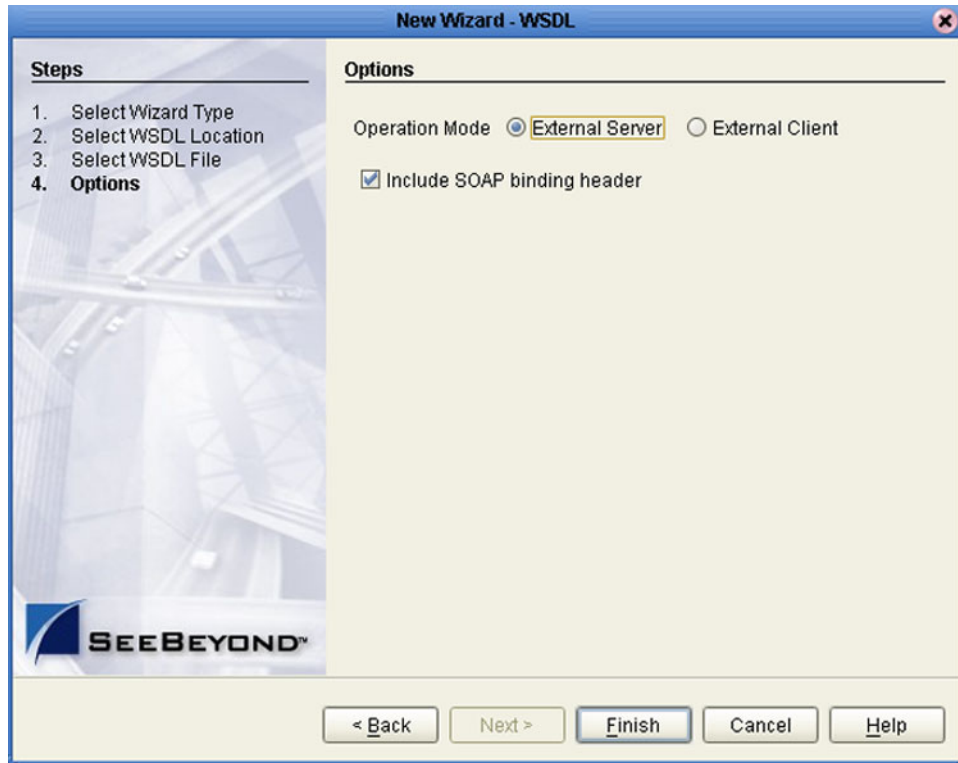 New Wizard - WSDL
Steps
1. Select Wizard Type
2. Select WSDL Location
3. Select WSDL File
4. Options
Options
Operation Mode External Server External Client
Include SOAP binding header
SEEBEYOND™
< Back Next > Finish Cancel Help